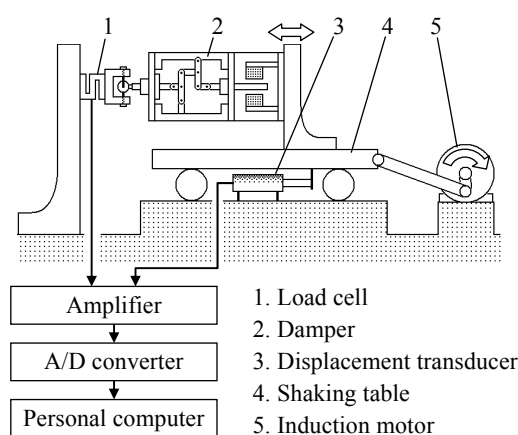 1 2 3 4 5
Amplifier
A/D converter
Personal computer
1. Load cell
2. Damper
3. Displacement transducer
4. Shaking table
5. Induction motor